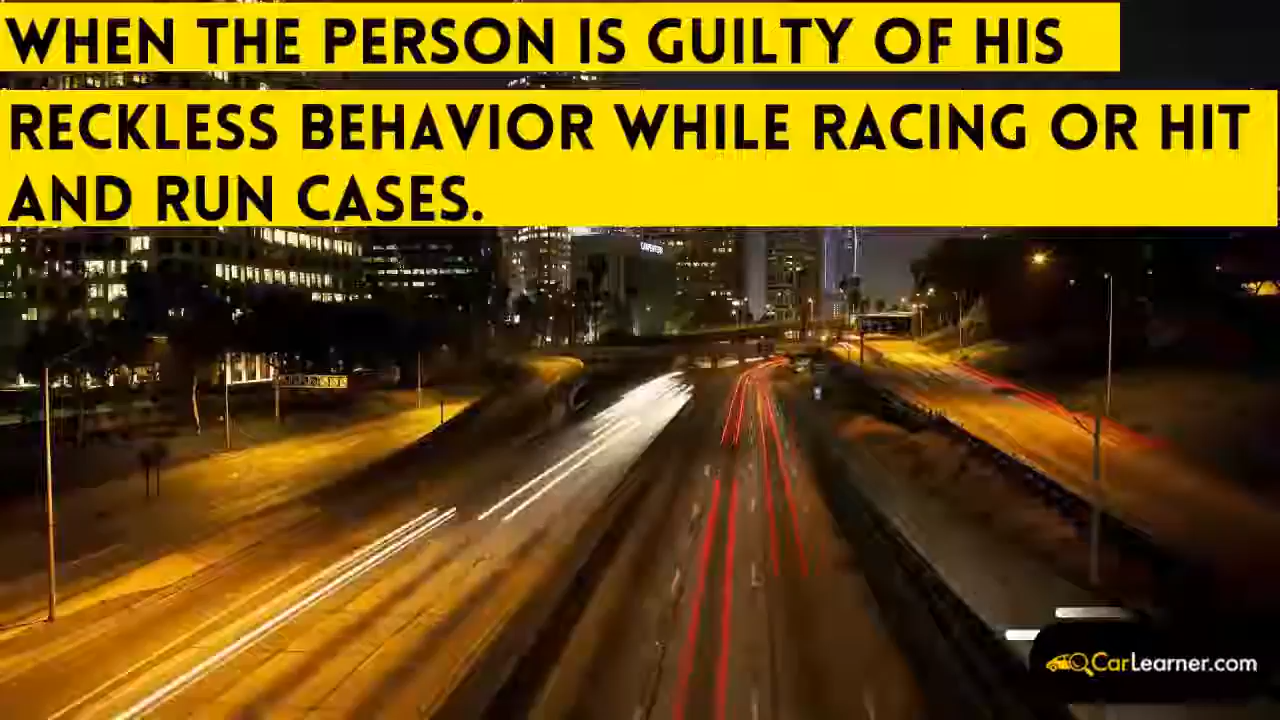 WHEN THE PERSON IS GUILTY OF HIS
RECKLESS BEHAVIOR WHILE RACING OR HIT
AND RUN CASES.
CarLearner.com